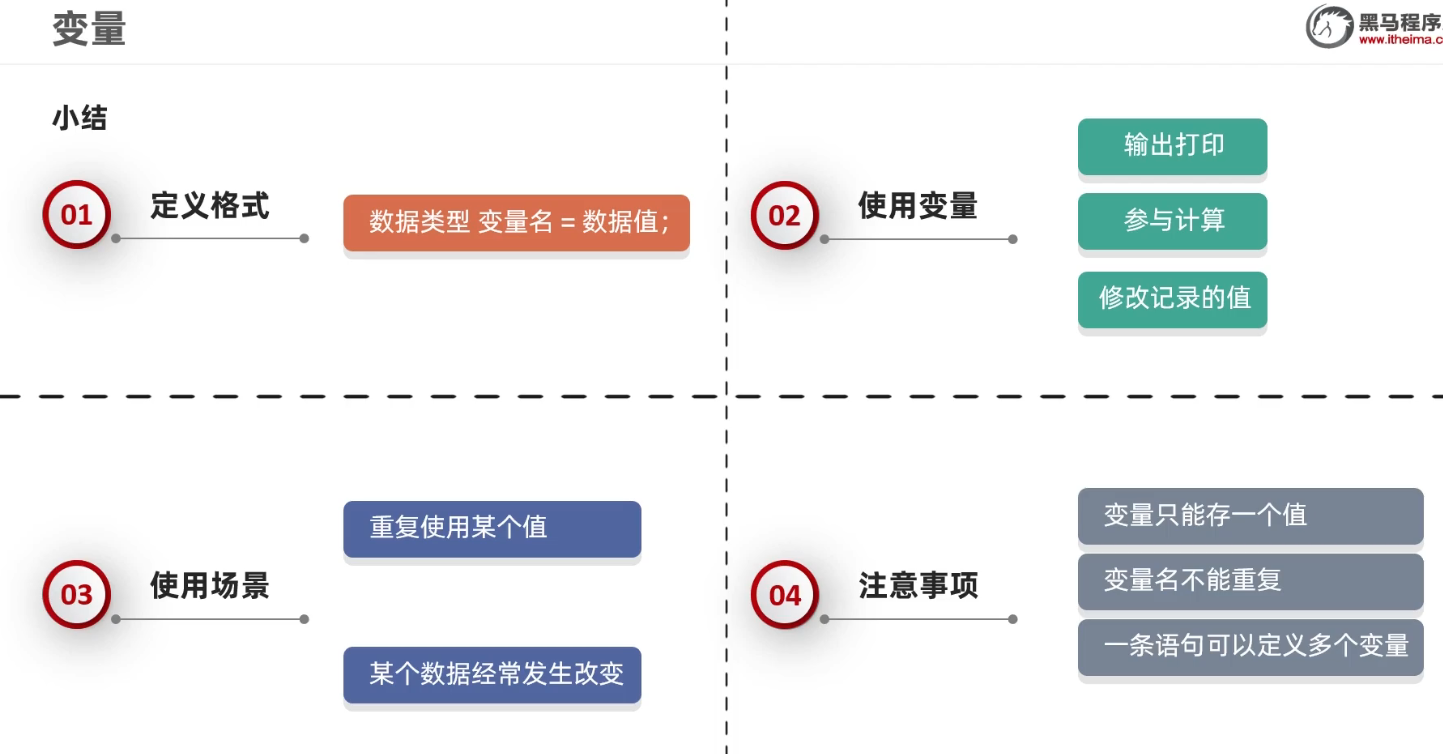 变量
黑马程序
www.itheima.c
小结
01
定义格式
数据类型 变量名 = 数据值；
02
使用变量
输出打印
参与计算
修改记录的值
03
使用场景
重复使用某个值
某个数据经常发生改变
04
注意事项
变量只能存一个值
变量名不能重复
一条语句可以定义多个变量